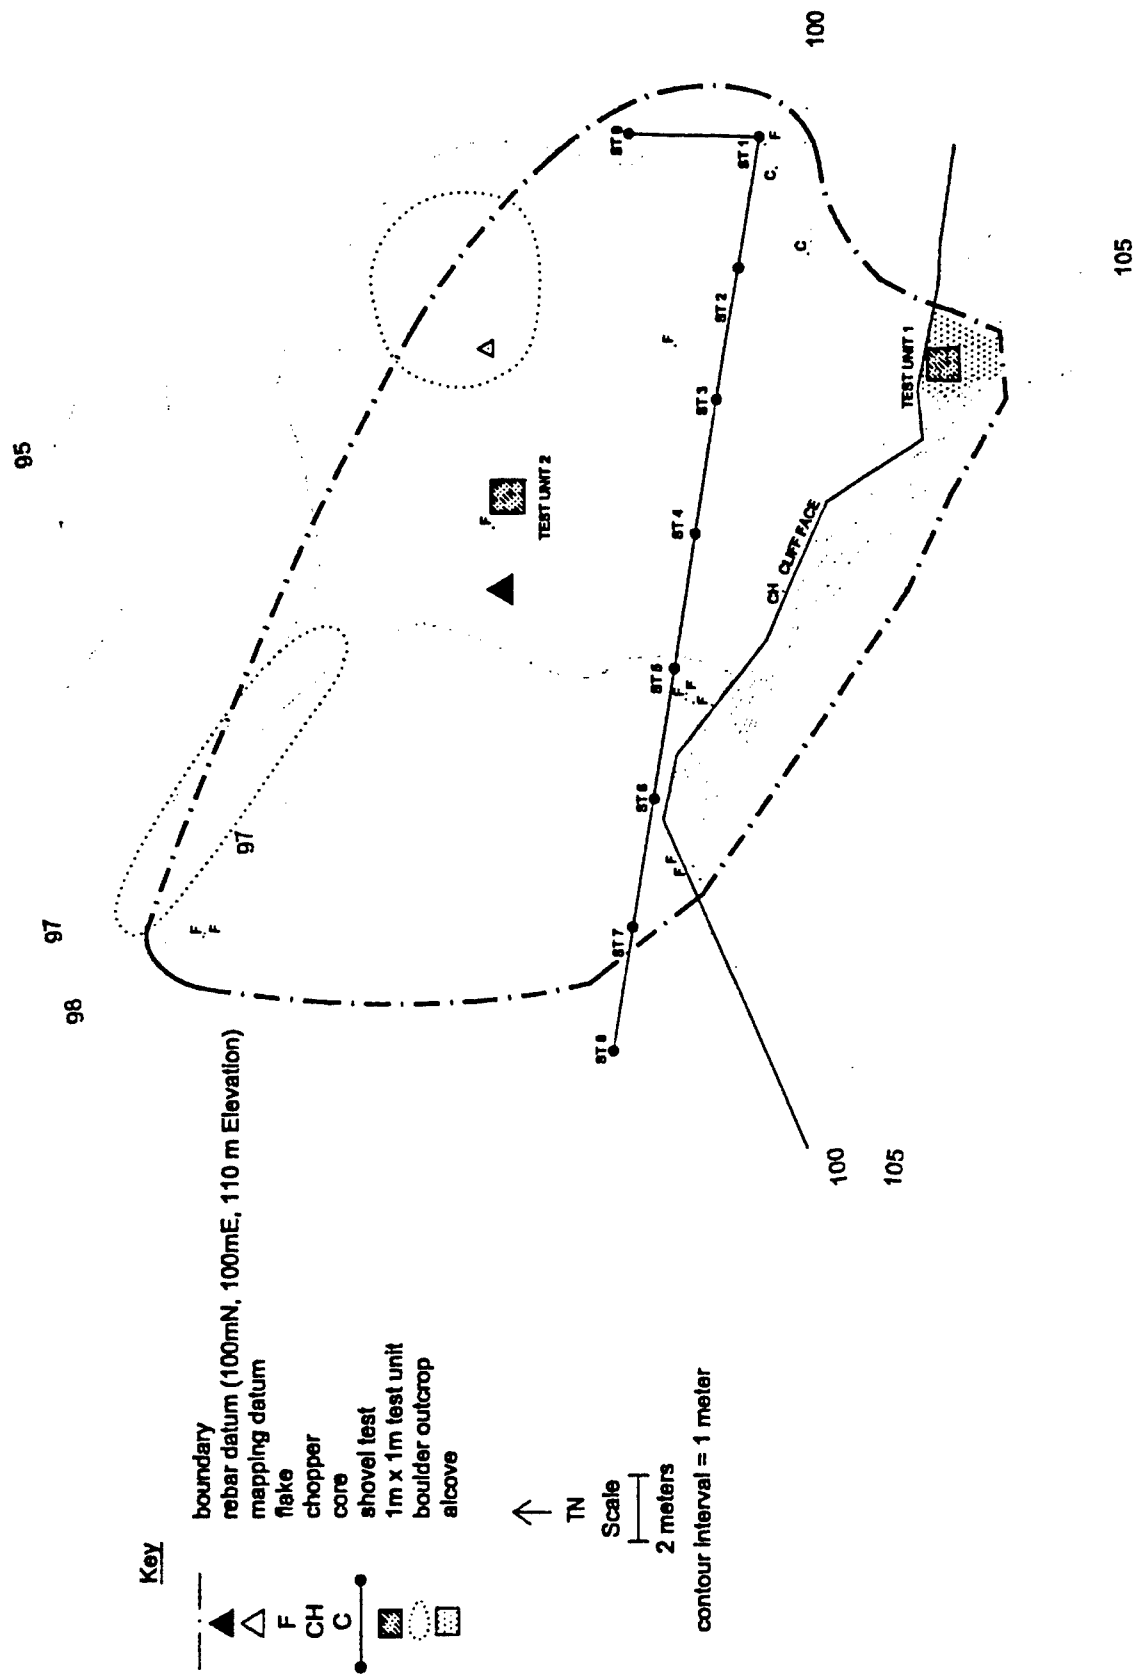 95
97
98
100
105
ST 9
ST 1
F
C
C
ST 2
F
ST 3
ST 4
F
TEST UNIT 2
TEST UNIT 1
CH
CLIFF FACE
ST 5
F
F
F
ST 6
97
F
F
F
F
ST 7
ST 8
100
105
Key
boundary
rebar datum (100mN, 100mE, 110 m Elevation)
mapping datum
F flake
CH chopper
C core
shovel test
1m x 1m test unit
boulder outcrop
alcove
TN
Scale
2 meters
contour interval = 1 meter